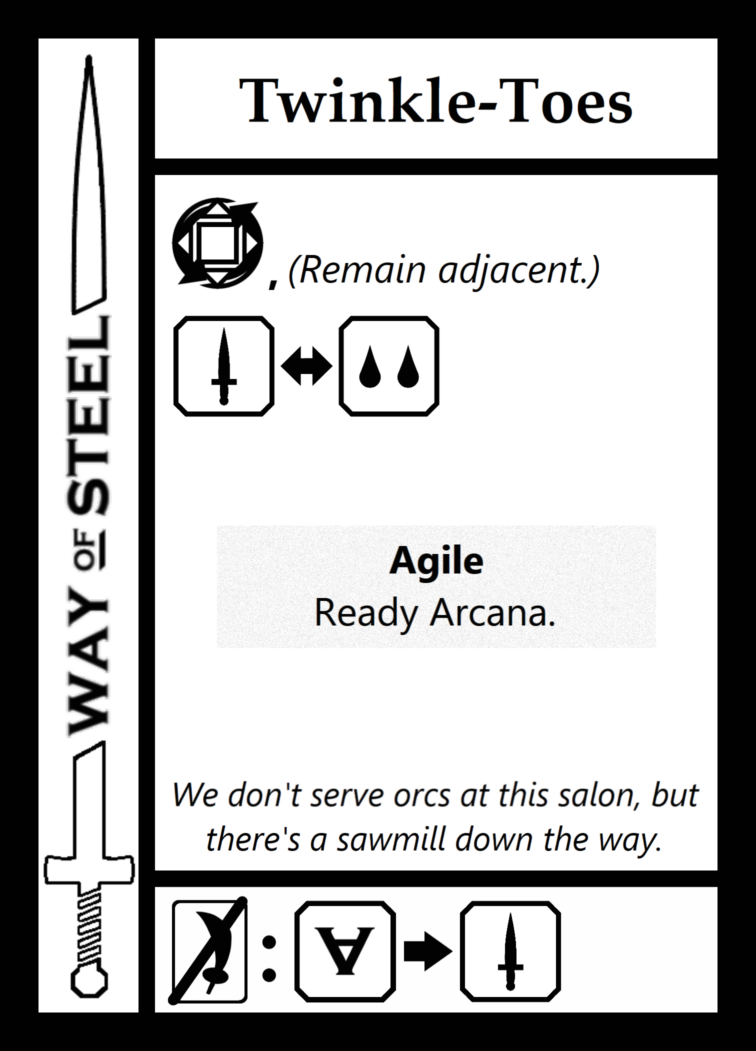 Twinkle-Toes
, (Remain adjacent.)
Agile
Ready Arcana.
We don't serve orcs at this salon, but
there's a sawmill down the way.
: ∀
WAY OF STEEL